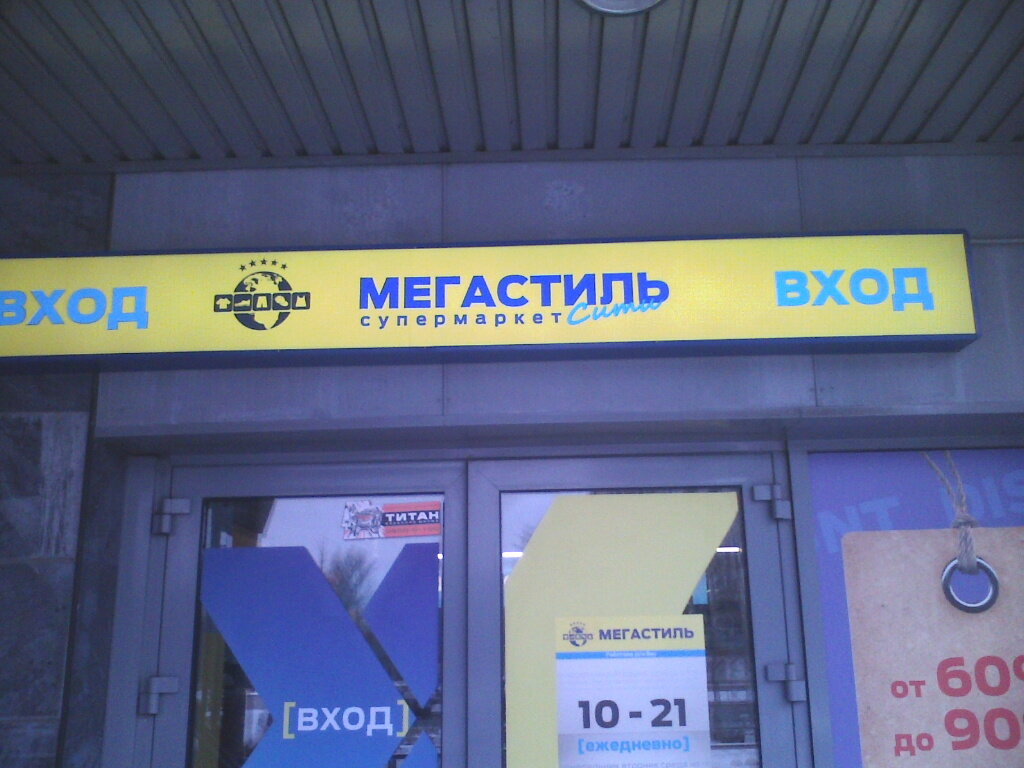 ВХОД
МЕГАСТИЛЬ
супермаркет Сити
ВХОД
ТИТАН
[ВХОД]
МЕГАСТИЛЬ
10 - 21
[ежедневно]
от 60%
до 90